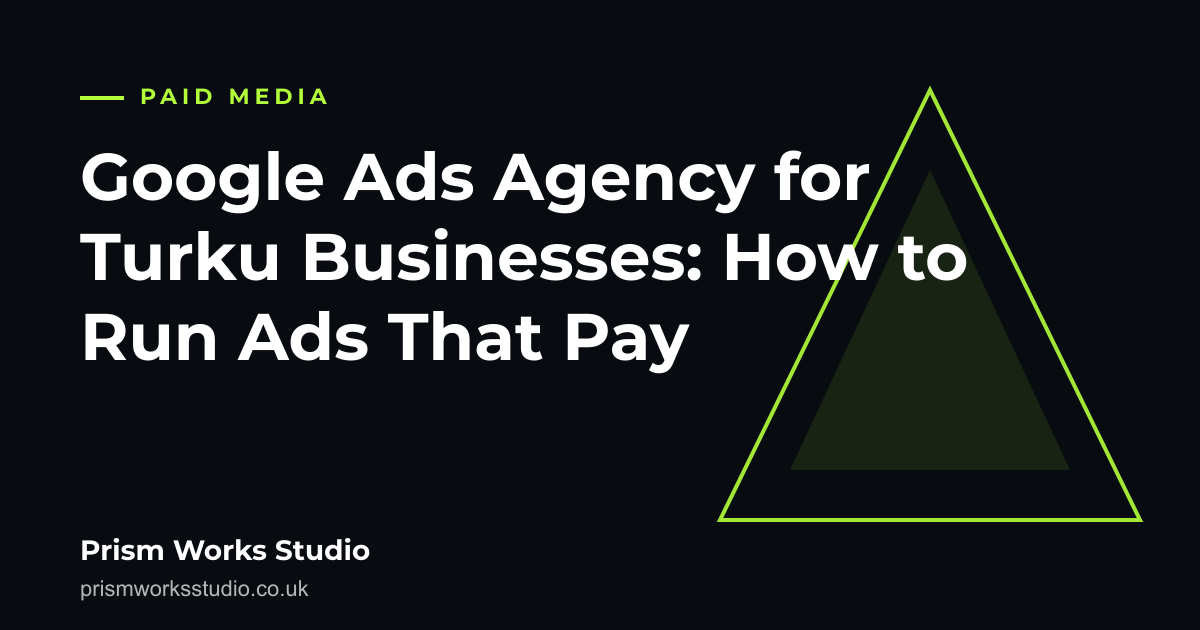 PAID MEDIA
Google Ads Agency for
Turku Businesses: How to
Run Ads That Pay
Prism Works Studio
prismworksstudio.co.uk